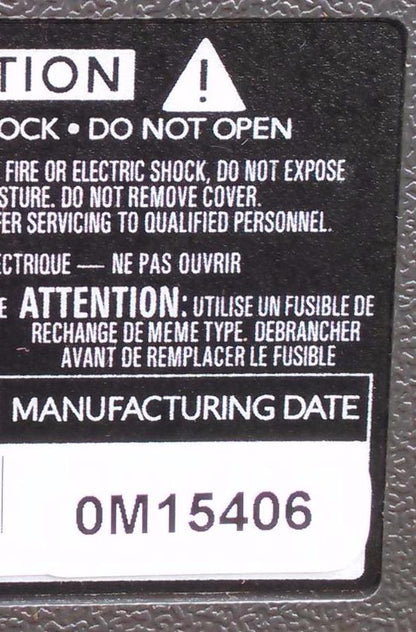 TION
OCK • DO NOT OPEN
FIRE OR ELECTRIC SHOCK, DO NOT EXPOSE
STURE. DO NOT REMOVE COVER.
ER SERVICING TO QUALIFIED PERSONNEL.
ECTRIQUE — NE PAS OUVRIR
E ATTENTION: UTILISE UN FUSIBLE DE
RECHANGE DE MEME TYPE. DEBRANCHER
AVANT DE REMPLACER LE FUSIBLE
MANUFACTURING DATE
0M15406